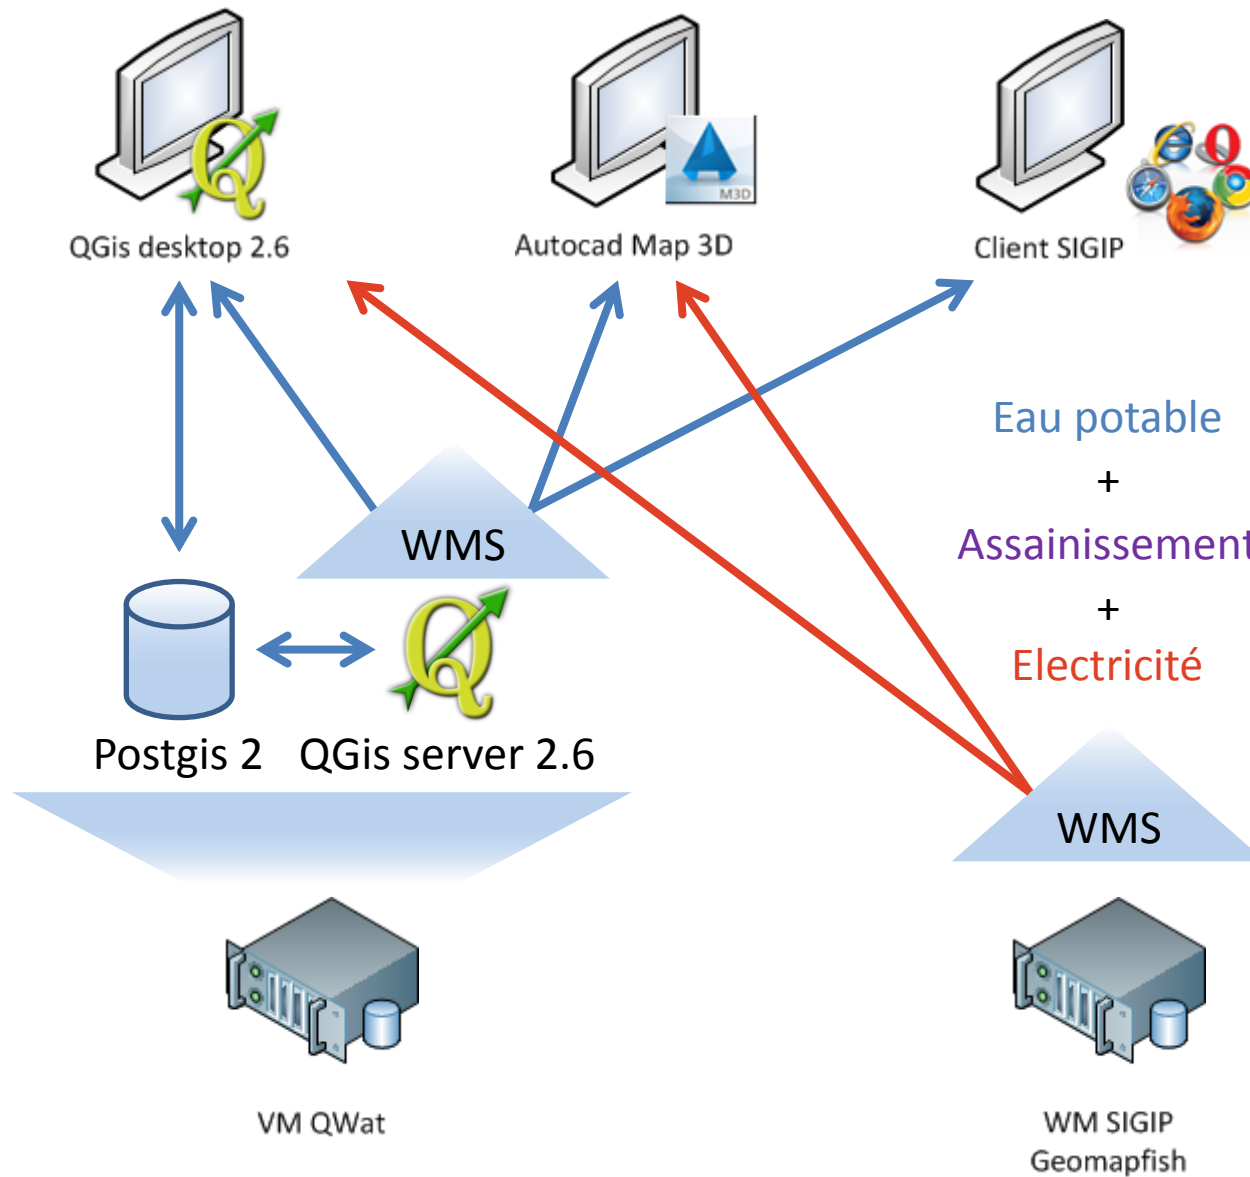 M3D
QGis desktop 2.6
Autocad Map 3D
Client SIGIP
Eau potable
+
Assainissement
+
Electricité
WMS
Postgis 2
QGis server 2.6
WMS
VM QWat
WM SIGIP
Geomapfish